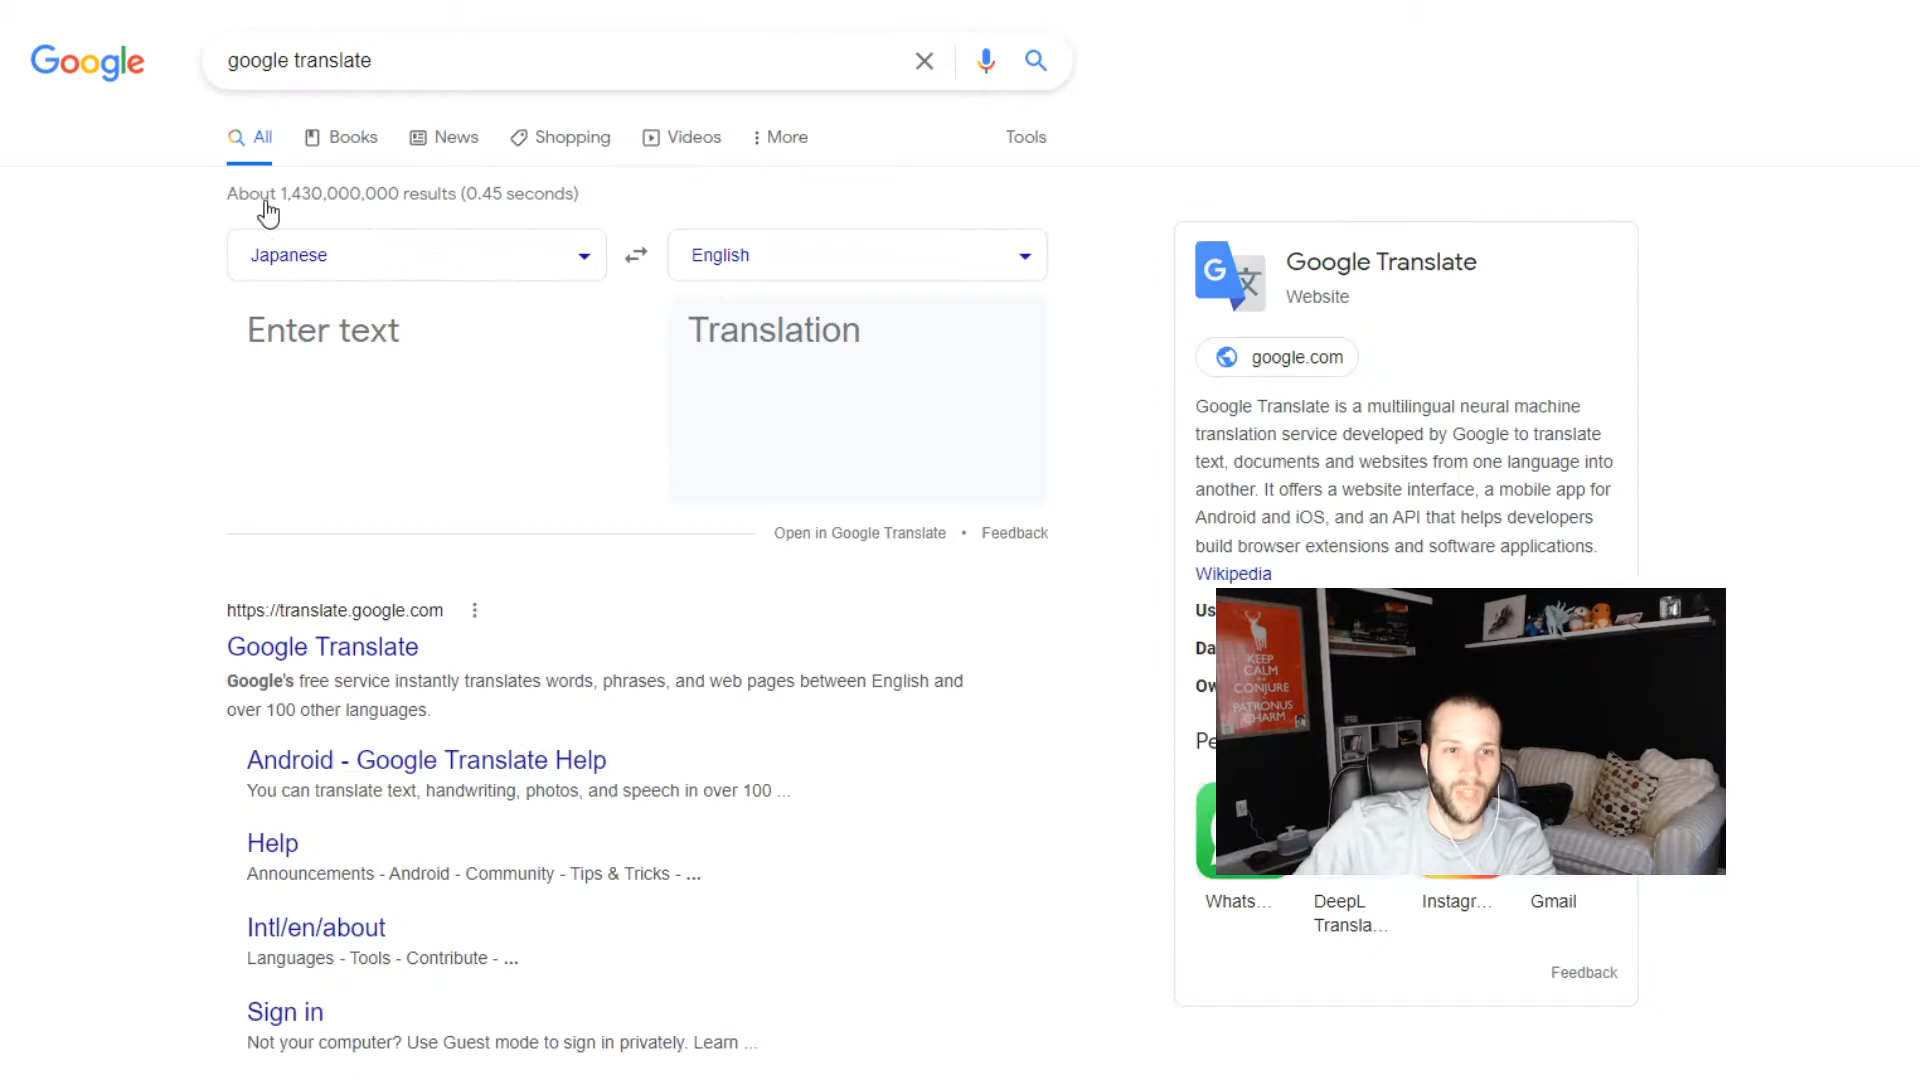 Google
google translate
All
Books
News
Shopping
Videos
More
Tools
About 1,430,000,000 results (0.45 seconds)
Japanese
English
Enter text
Translation
Open in Google Translate • Feedback
https://translate.google.com
Google Translate
Google's free service instantly translates words, phrases, and web pages between English and
over 100 other languages.
Android - Google Translate Help
You can translate text, handwriting, photos, and speech in over 100 ...
Help
Announcements - Android - Community - Tips & Tricks - ...
Intl/en/about
Languages - Tools - Contribute - ...
Sign in
Not your computer? Use Guest mode to sign in privately. Learn ...
G 文
Google Translate
Website
google.com
Google Translate is a multilingual neural machine
translation service developed by Google to translate
text, documents and websites from one language into
another. It offers a website interface, a mobile app for
Android and iOS, and an API that helps developers
build browser extensions and software applications.
Wikipedia
Us
Da
Ow
Pe
KEEP
CALM
CONJURE
PATRONUS
CHARM
Whats...
DeepL
Transla...
Instagr...
Gmail
Feedback